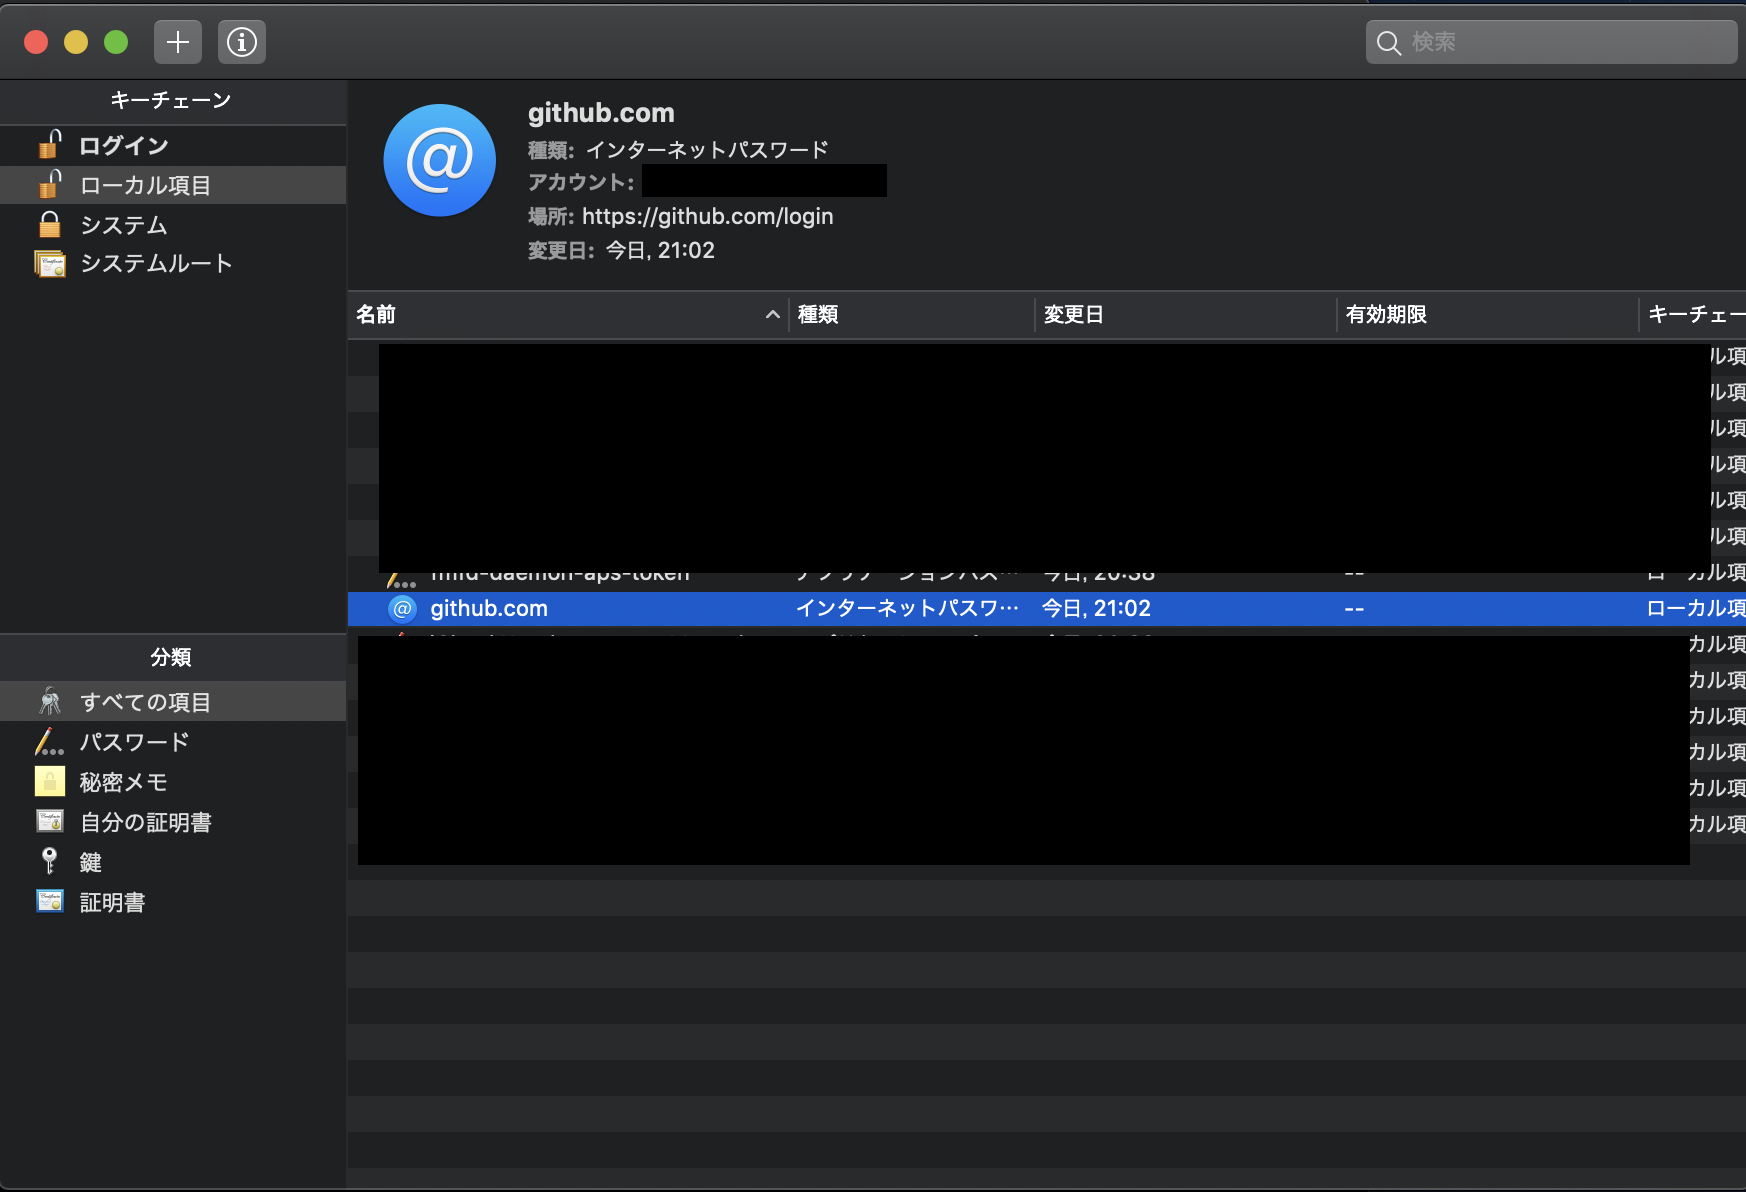 検索
キーチェーン
ログイン
ローカル項目
システム
システムルート
github.com
種類: インターネットパスワード
アカウント:
場所: https://github.com/login
変更日: 今日, 21:02
名前 種類 変更日 有効期限 キーチェー
ル項
ル項
ル項
ル項
ル項
ル項
-daemon-aps-token 今日, 20:38 -- ローカル項
github.com インターネットパスワ… 今日, 21:02 -- ローカル項
カル項
カル項
カル項
カル項
カル項
カル項
分類
すべての項目
パスワード
秘密メモ
自分の証明書
鍵
証明書